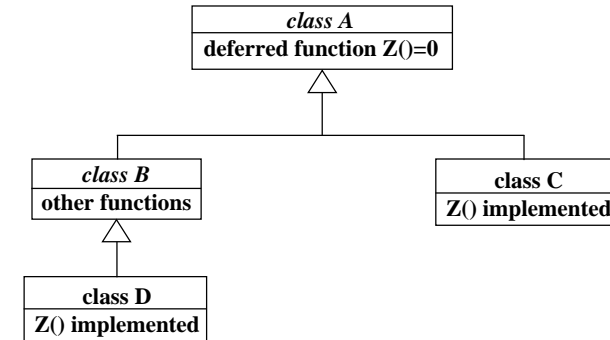 class A
deferred function Z()=0
class B
other functions
class C
Z() implemented
class D
Z() implemented